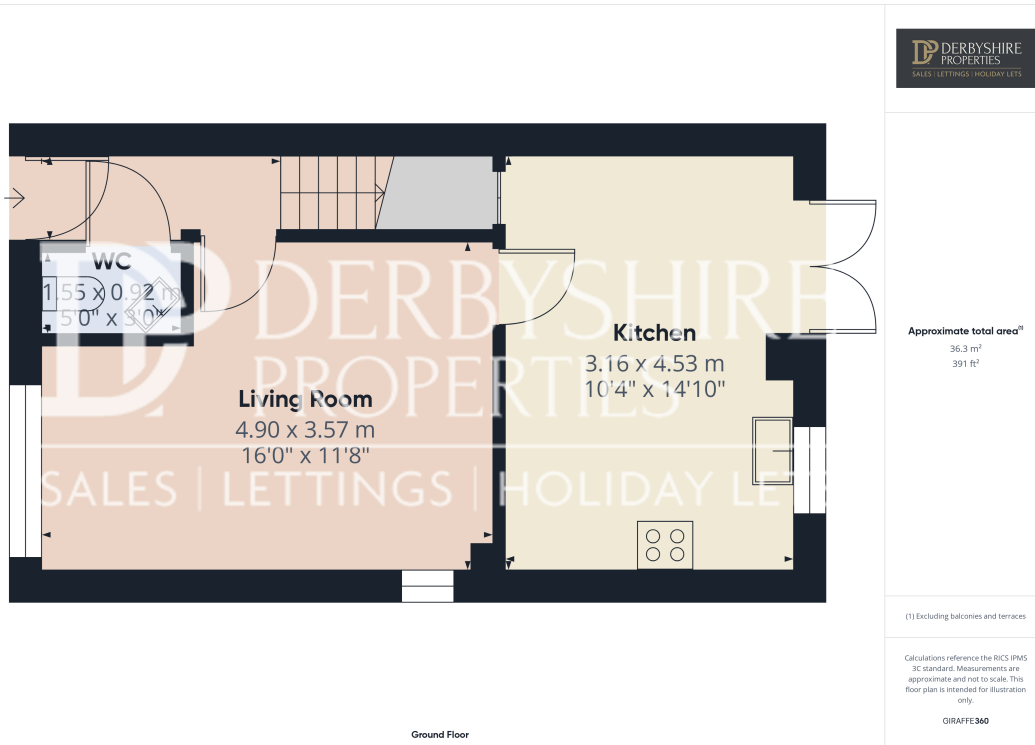 DP DERBYSHIRE
PROPERTIES
SALES | LETTINGS | HOLIDAY LETS
WC
1.55 x 0.92 m
5'0" x 3'0"
Living Room
4.90 x 3.57 m
16'0" x 11'8"
Kitchen
3.16 x 4.53 m
10'4" x 14'10"
DP DERBYSHIRE
PROPERTIES
SALES | LETTINGS | HOLIDAY LETS
Approximate total area⁽¹⁾
36.3 m²
391 ft²
(1) Excluding balconies and terraces
Calculations reference the RICS IPMS
3C standard. Measurements are
approximate and not to scale. This
floor plan is intended for illustration
only.
GIRAFFE360
Ground Floor